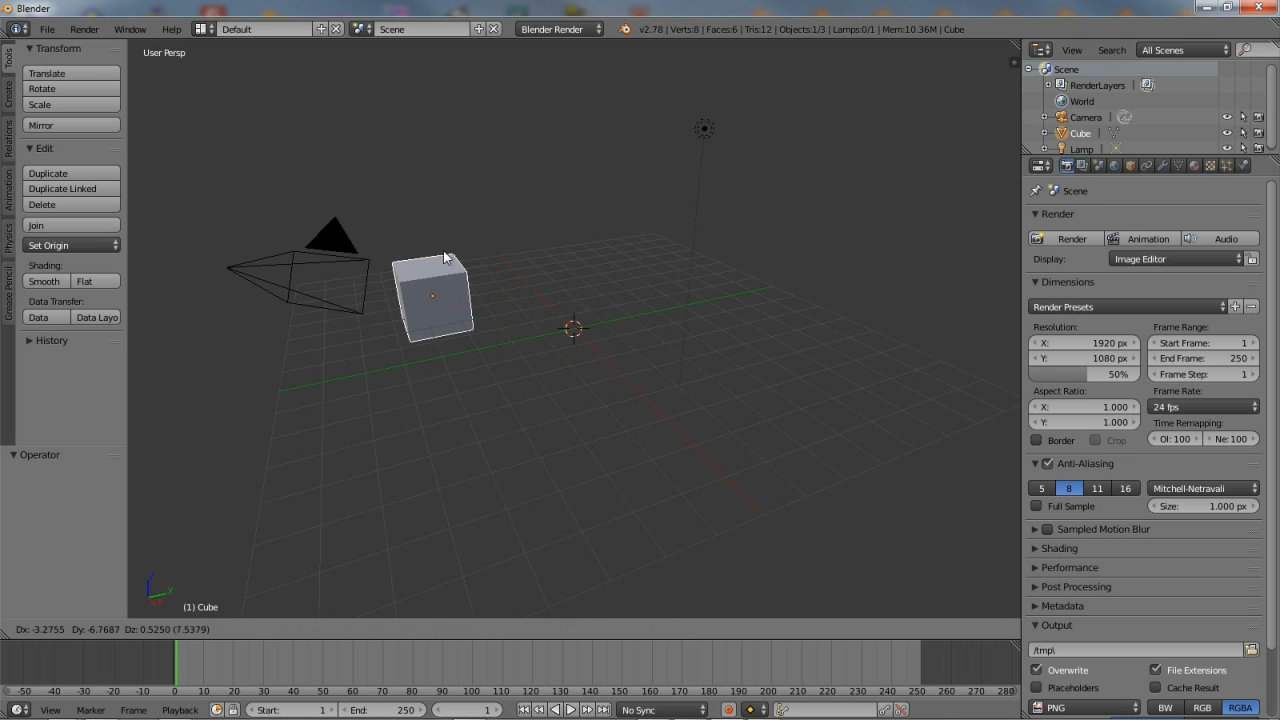 Blender
File Render Window Help Default Scene Blender Render v2.78 | Verts:8 | Faces:6 | Tris:12 | Objects:1/3 | Lamps:0/1 | Mem:10.36M | Cube
View Search All Scenes
Tools
Create
Relations
Animation
Physics
Grease Pencil
Transform
Translate
Rotate
Scale
Mirror
Edit
Duplicate
Duplicate Linked
Delete
Join
Set Origin
Shading:
Smooth Flat
Data Transfer:
Data Data Layo
History
Operator
User Persp
(1) Cube
Dx: -3.2755 Dy: -6.7687 Dz: 0.5250 (7.5379)
Scene
RenderLayers
World
Camera
Cube
Lamp
Scene
Render
Render Animation Audio
Display: Image Editor
Dimensions
Render Presets
Resolution: Frame Range:
X: 1920 px Start Frame: 1
Y: 1080 px End Frame: 250
50% Frame Step: 1
Aspect Ratio: Frame Rate:
X: 1.000 24 fps
Y: 1.000 Time Remapping:
Border Crop Ol: 100 Ne: 100
Anti-Aliasing
5 8 11 16 Mitchell-Netravali
Full Sample Size: 1.000 px
Sampled Motion Blur
Shading
Performance
Post Processing
Metadata
Output
/tmp\
Overwrite File Extensions
Placeholders Cache Result
PNG BW RGB RGBA
-50 -40 -30 -20 -10 0 10 20 30 40 50 60 70 80 90 100 110 120 130 140 150 160 170 180 190 200 210 220 230 240 250 260 270 280
View Marker Frame Playback Start: 1 End: 250 1 No Sync
x y